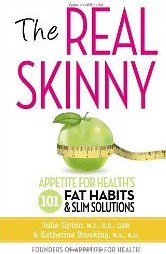 The
REAL
SKINNY
APPETITE FOR HEALTH'S
101 FAT HABITS
& SLIM SOLUTIONS
Julie Upton, M.S., R.D., CSSD
& Katherine Brooking, M.S., R.D.
FOUNDERS OF APPETITE FOR HEALTH